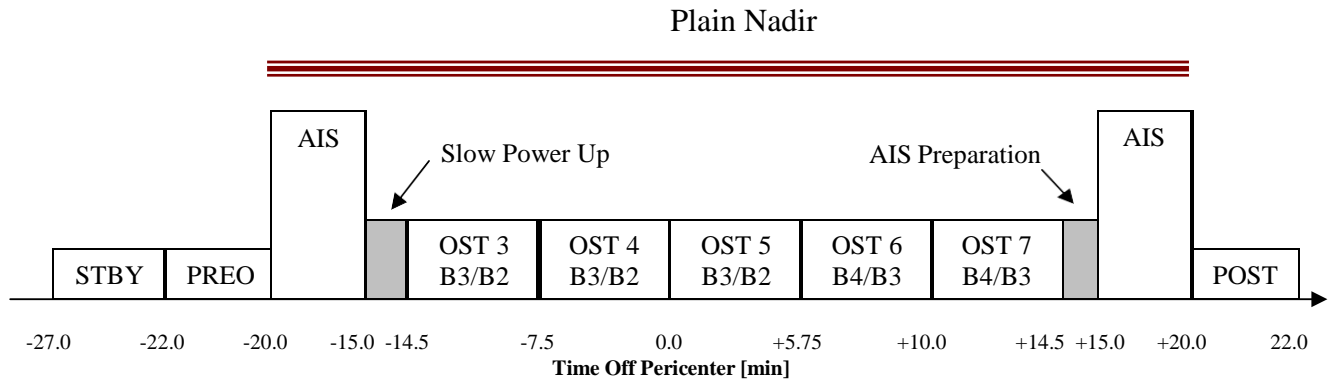 Plain Nadir
AIS
AIS
Slow Power Up
AIS Preparation
OST 3
B3/B2
OST 4
B3/B2
OST 5
B3/B2
OST 6
B4/B3
OST 7
B4/B3
STBY
PREO
POST
-27.0 -22.0 -20.0 -15.0 -14.5 -7.5 0.0 +5.75 +10.0 +14.5 +15.0 +20.0 22.0
Time Off Pericenter [min]